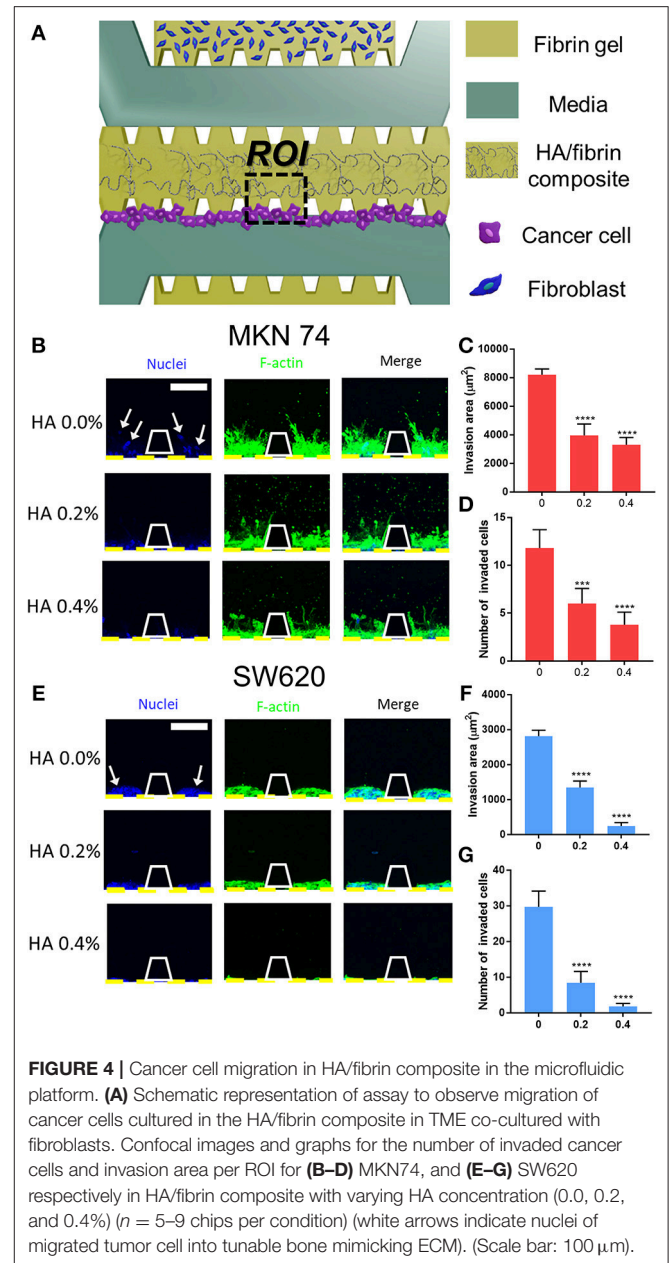 A
Fibrin gel
Media
HA/fibrin
composite
Cancer cell
Fibroblast
ROI
MKN 74
B
Nuclei
F-actin
Merge
HA 0.0%
HA 0.2%
HA 0.4%
C
Invasion area (μm²)
10000
8000
6000
4000
2000
0
****
****
0
0.2
0.4
D
Number of invaded cells
15
10
5
0
***
****
0
0.2
0.4
SW620
E
Nuclei
F-actin
Merge
HA 0.0%
HA 0.2%
HA 0.4%
F
Invasion area (μm²)
4000
3000
2000
1000
0
****
****
0
0.2
0.4
G
Number of invaded cells
40
30
20
10
0
****
****
0
0.2
0.4
FIGURE 4 | Cancer cell migration in HA/fibrin composite in the microfluidic
platform. (A) Schematic representation of assay to observe migration of
cancer cells cultured in the HA/fibrin composite in TME co-cultured with
fibroblasts. Confocal images and graphs for the number of invaded cancer
cells and invasion area per ROI for (B–D) MKN74, and (E–G) SW620
respectively in HA/fibrin composite with varying HA concentration (0.0, 0.2,
and 0.4%) (n = 5–9 chips per condition) (white arrows indicate nuclei of
migrated tumor cell into tunable bone mimicking ECM). (Scale bar: 100 μm).